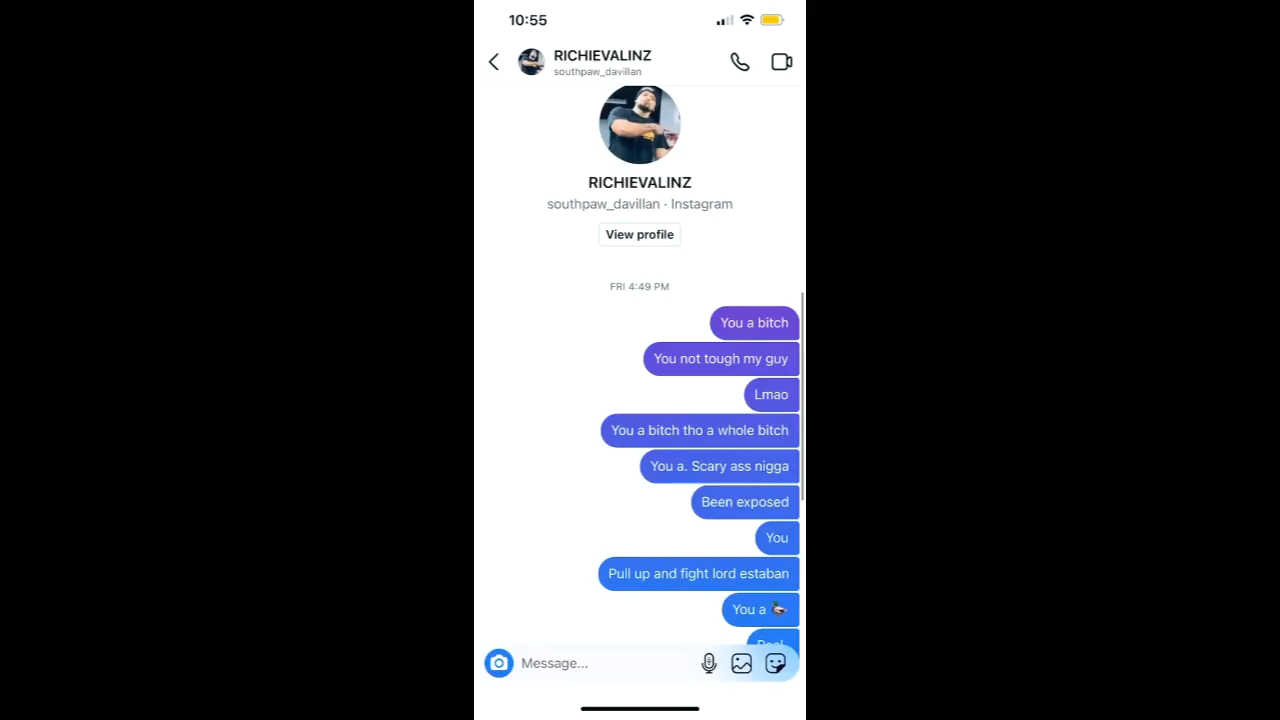 10:55
RICHIEVALINZ
southpaw_davillan
RICHIEVALINZ
southpaw_davillan · Instagram
View profile
FRI 4:49 PM
You a bitch
You not tough my guy
Lmao
You a bitch tho a whole bitch
You a. Scary ass nigga
Been exposed
You
Pull up and fight lord estaban
You a 🦆
Message...